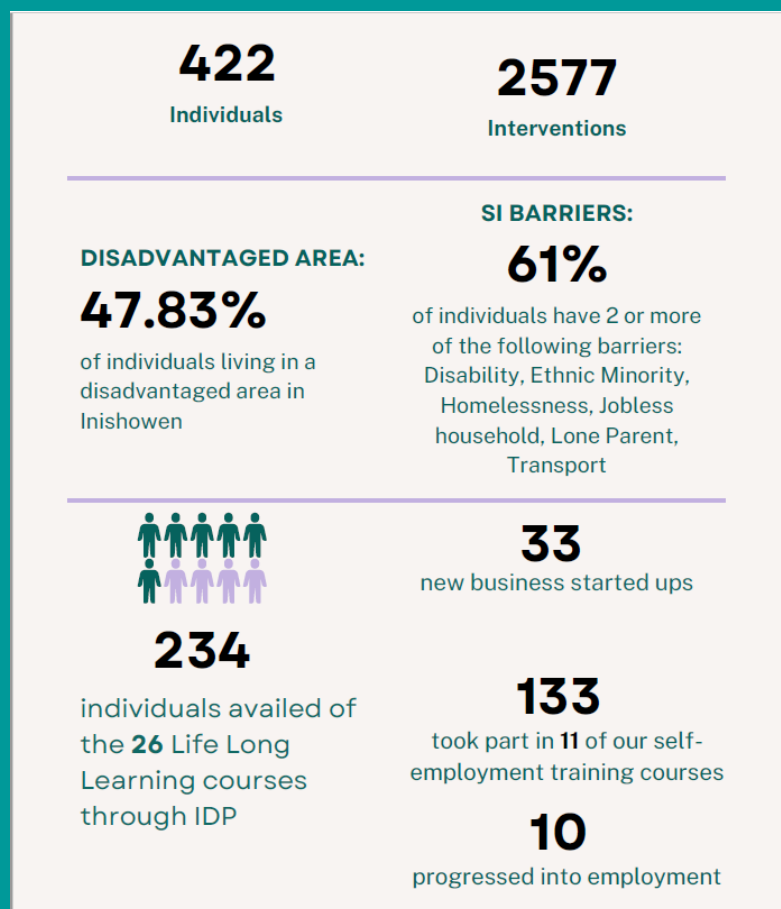 422
Individuals
2577
Interventions
DISADVANTAGED AREA:
47.83%
of individuals living in a
disadvantaged area in
Inishowen
SI BARRIERS:
61%
of individuals have 2 or more
of the following barriers:
Disability, Ethnic Minority,
Homelessness, Jobless
household, Lone Parent,
Transport
234
individuals availed of
the 26 Life Long
Learning courses
through IDP
33
new business started ups
133
took part in 11 of our self-
employment training courses
10
progressed into employment